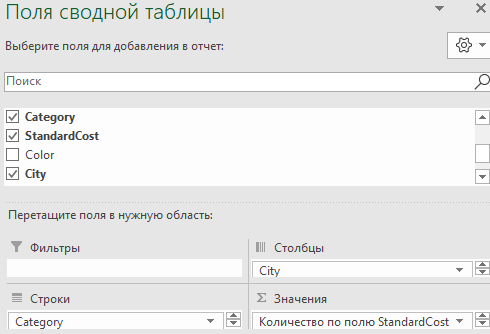 Поля сводной таблицы
Выберите поля для добавления в отчет:
Поиск
Category
StandardCost
Color
City
Перетащите поля в нужную область:
Фильтры
Столбцы
City
Строки
Значения
Category
Количество по полю StandardCost